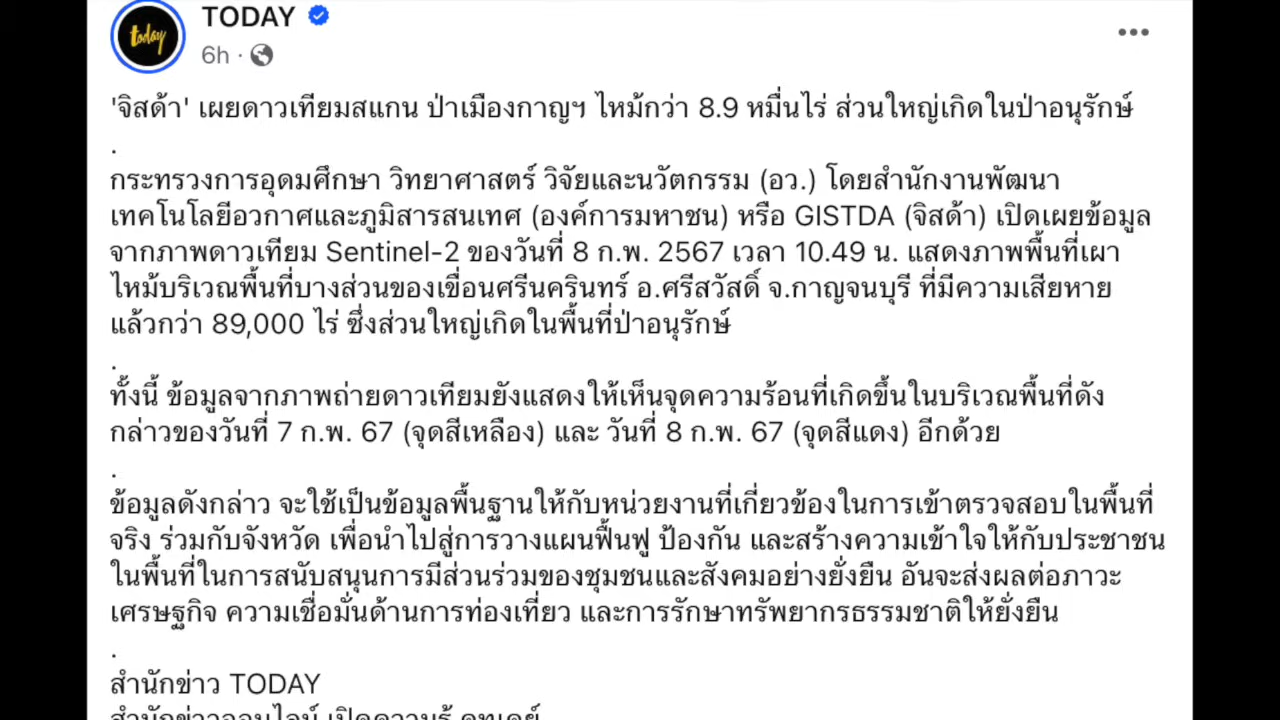 today
TODAY
6h ·
'จิสด้า' เผยดาวเทียมสแกน ป่าเมืองกาญฯ ไหม้กว่า 8.9 หมื่นไร่ ส่วนใหญ่เกิดในป่าอนุรักษ์
.
กระทรวงการอุดมศึกษา วิทยาศาสตร์ วิจัยและนวัตกรรม (อว.) โดยสำนักงานพัฒนา
เทคโนโลยีอวกาศและภูมิสารสนเทศ (องค์การมหาชน) หรือ GISTDA (จิสด้า) เปิดเผยข้อมูล
จากภาพดาวเทียม Sentinel-2 ของวันที่ 8 ก.พ. 2567 เวลา 10.49 น. แสดงภาพพื้นที่เผา
ไหม้บริเวณพื้นที่บางส่วนของเขื่อนศรีนครินทร์ อ.ศรีสวัสดิ์ จ.กาญจนบุรี ที่มีความเสียหาย
แล้วกว่า 89,000 ไร่ ซึ่งส่วนใหญ่เกิดในพื้นที่ป่าอนุรักษ์
.
ทั้งนี้ ข้อมูลจากภาพถ่ายดาวเทียมยังแสดงให้เห็นจุดความร้อนที่เกิดขึ้นในบริเวณพื้นที่ดัง
กล่าวของวันที่ 7 ก.พ. 67 (จุดสีเหลือง) และ วันที่ 8 ก.พ. 67 (จุดสีแดง) อีกด้วย
.
ข้อมูลดังกล่าว จะใช้เป็นข้อมูลพื้นฐานให้กับหน่วยงานที่เกี่ยวข้องในการเข้าตรวจสอบในพื้นที่
จริง ร่วมกับจังหวัด เพื่อนำไปสู่การวางแผนฟื้นฟู ป้องกัน และสร้างความเข้าใจให้กับประชาชน
ในพื้นที่ในการสนับสนุนการมีส่วนร่วมของชุมชนและสังคมอย่างยั่งยืน อันจะส่งผลต่อภาวะ
เศรษฐกิจ ความเชื่อมั่นด้านการท่องเที่ยว และการรักษาทรัพยากรธรรมชาติให้ยั่งยืน
.
สำนักข่าว TODAY
สำนักข่าวออนไลน์ เปิดความรู้